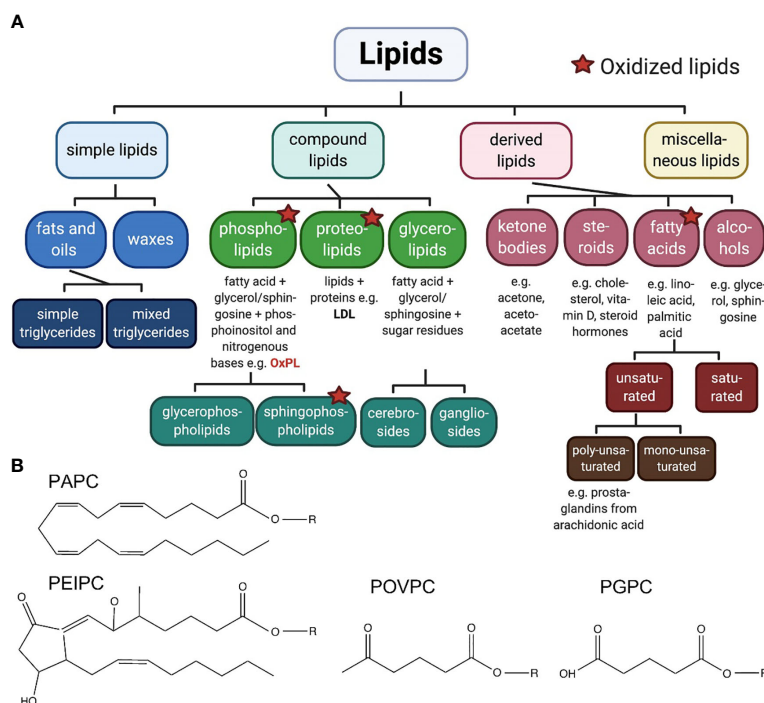 A
Lipids
Oxidized lipids
simple lipids
compound
lipids
derived
lipids
miscella-
neous lipids
fats and
oils
waxes
phospho-
lipids
proteo-
lipids
glycero-
lipids
ketone
bodies
ste-
roids
fatty
acids
alco-
hols
simple
triglycerides
mixed
triglycerides
fatty acid +
glycerol/sphin-
gosine + phos-
phoinositol and
nitrogenous
bases e.g. OxPL
lipids +
proteins e.g.
LDL
fatty acid +
glycerol/
sphingosine +
sugar residues
e.g.
acetone,
aceto-
acetate
e.g. chole-
sterol, vita-
min D, steroid
hormones
e.g. lino-
leic acid,
palmitic
acid
e.g. glyce-
rol, sphin-
gosine
glycerophos-
pholipids
sphingophos-
pholipids
cerebro-
sides
ganglio-
sides
unsatu-
rated
satu-
rated
poly-unsa-
turated
mono-unsa-
turated
e.g. prosta-
glandins from
arachidonic acid
B
PAPC
O
O
R
PEIPC
O
O
O
O
R
HO
POVPC
O
O
O
R
PGPC
O
OH
O
O
R